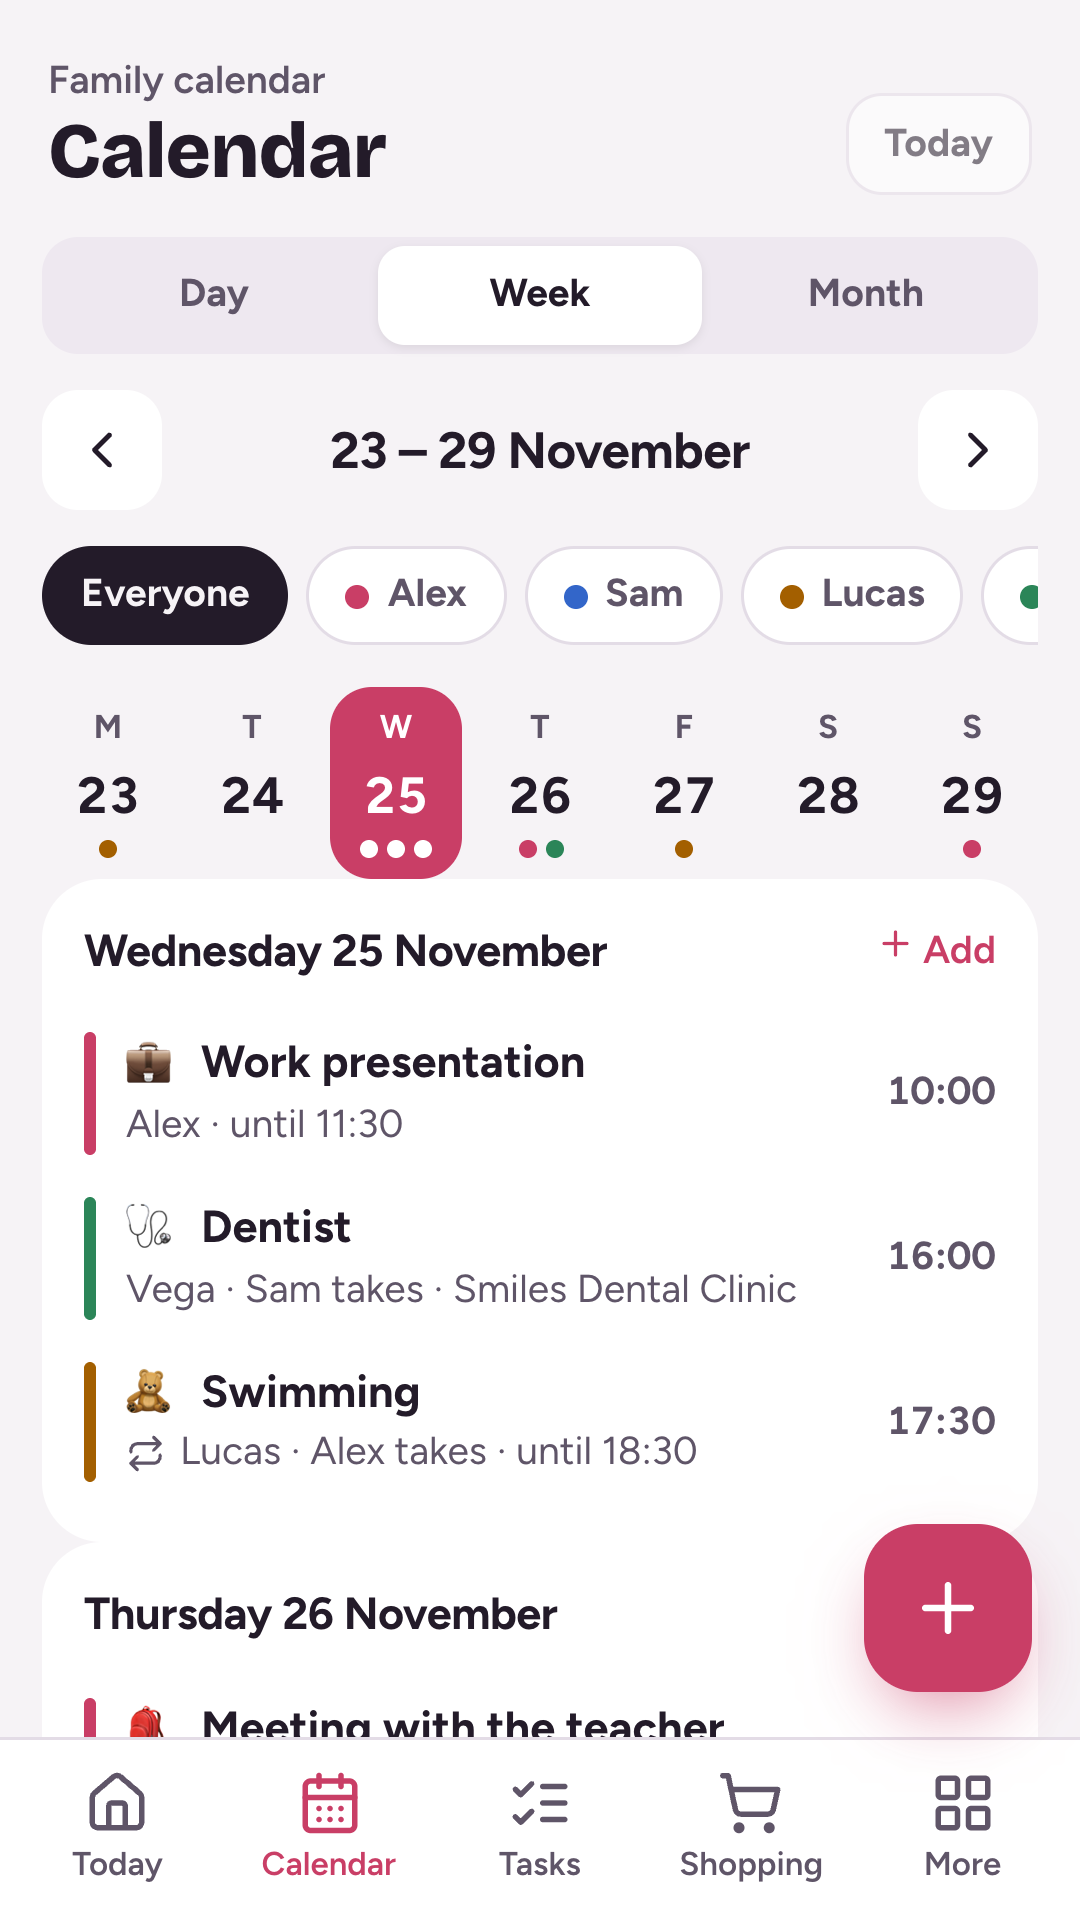 Family calendar
Calendar
Today
Day Week Month
23 – 29 November
Everyone Alex Sam Lucas
M T W T F S S
23 24 25 26 27 28 29
Wednesday 25 November
+ Add
Work presentation
10:00
Alex · until 11:30
Dentist
16:00
Vega · Sam takes · Smiles Dental Clinic
Swimming
17:30
Lucas · Alex takes · until 18:30
Thursday 26 November
Meeting with the teacher
Today Calendar Tasks Shopping More